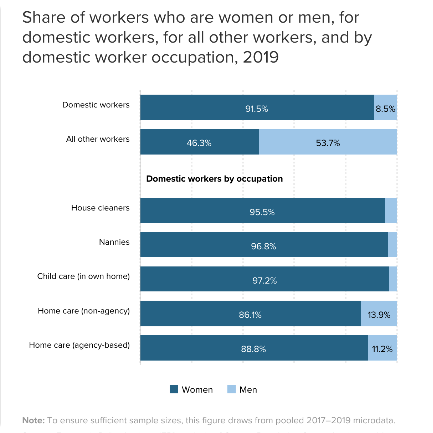 Share of workers who are women or men, for
domestic workers, for all other workers, and by
domestic worker occupation, 2019
Domestic workers
91.5%
8.5%
All other workers
46.3%
53.7%
Domestic workers by occupation
House cleaners
95.5%
Nannies
96.8%
Child care (in own home)
97.2%
Home care (non-agency)
86.1%
13.9%
Home care (agency-based)
88.8%
11.2%
Women
Men
Note: To ensure sufficient sample sizes, this figure draws from pooled 2017–2019 microdata.